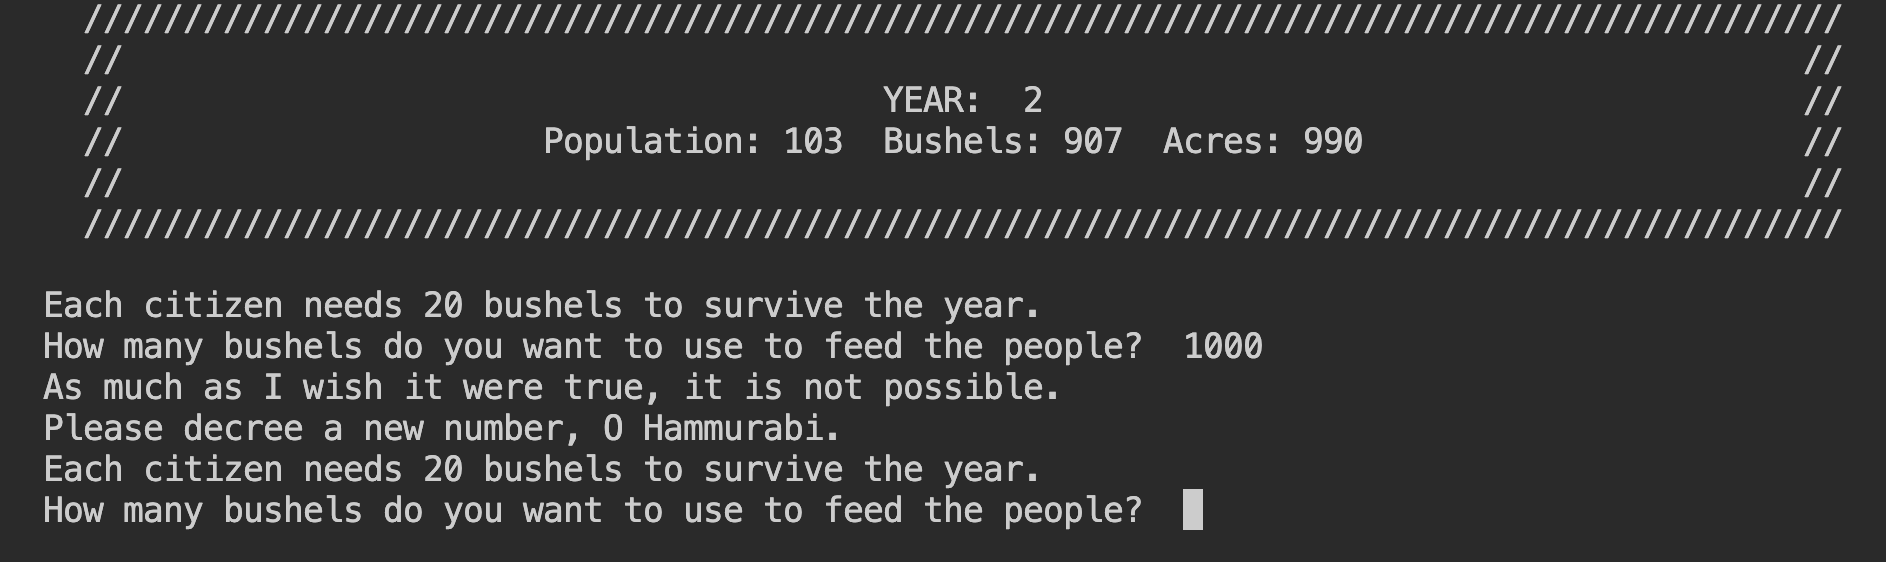 ////////////////////////////////////////////////////////////////////////////////////////
// //
// YEAR:  2 //
// Population: 103  Bushels: 907  Acres: 990 //
// //
////////////////////////////////////////////////////////////////////////////////////////
Each citizen needs 20 bushels to survive the year.
How many bushels do you want to use to feed the people?  1000
As much as I wish it were true, it is not possible.
Please decree a new number, O Hammurabi.
Each citizen needs 20 bushels to survive the year.
How many bushels do you want to use to feed the people?